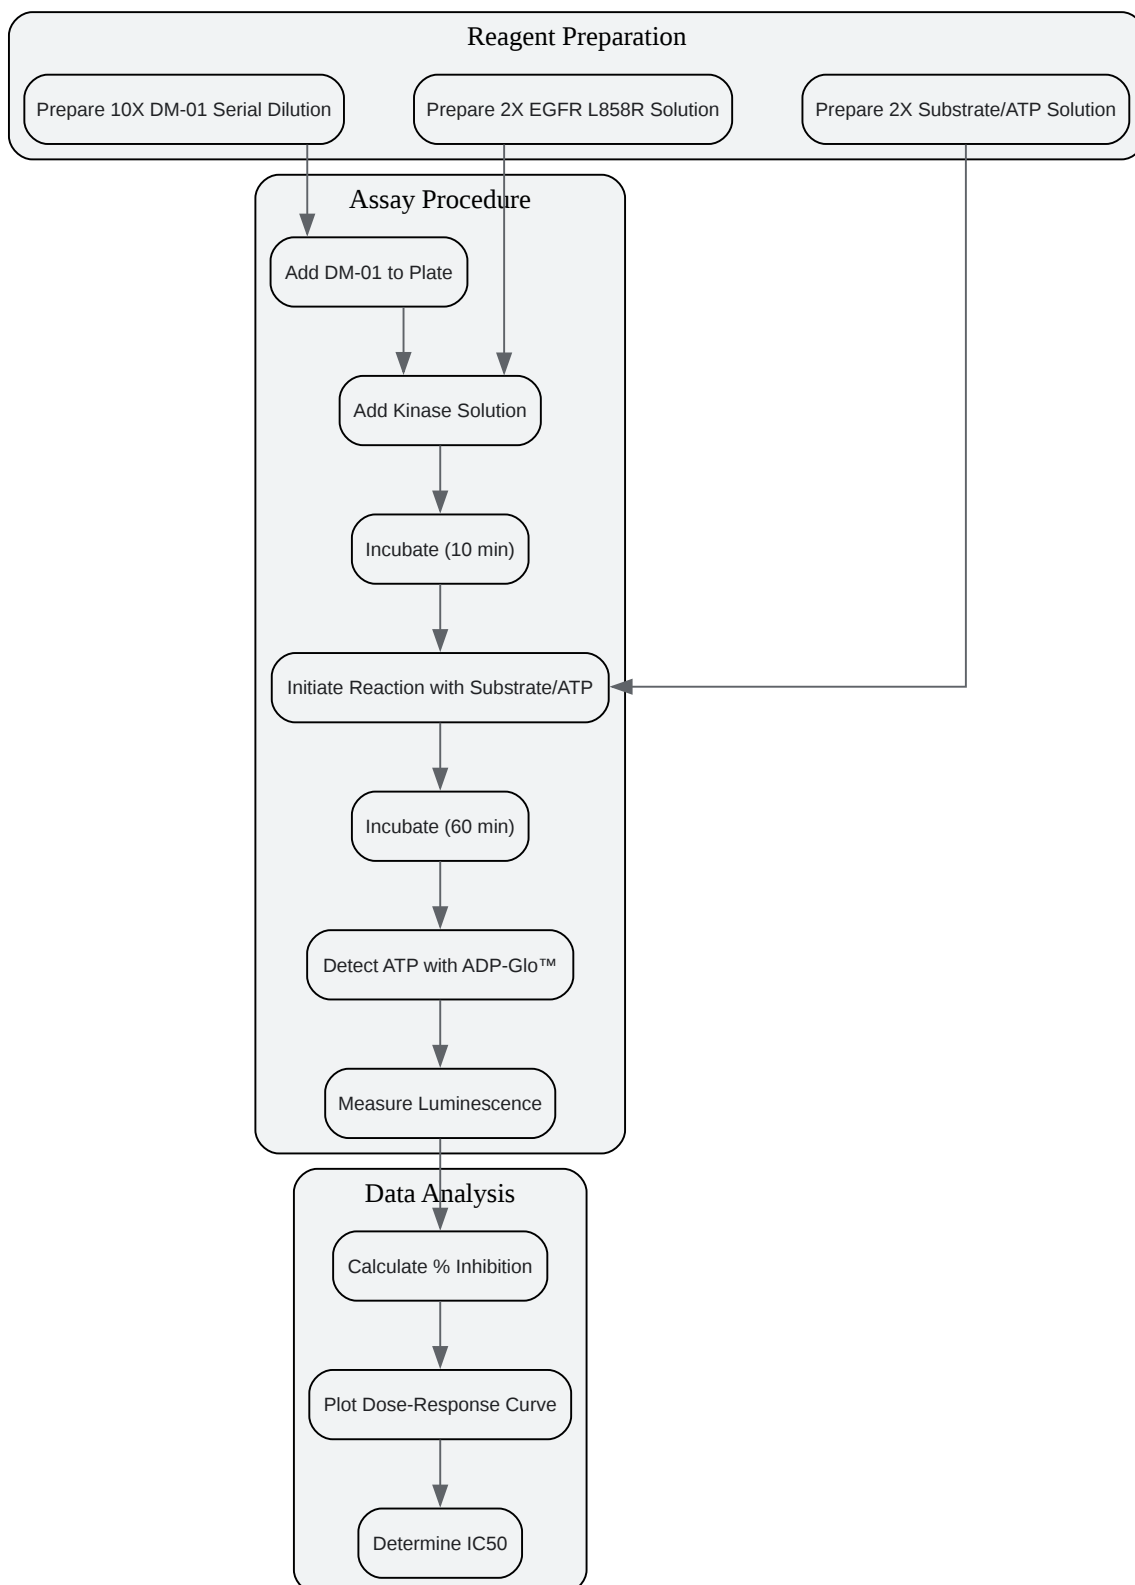 Reagent Preparation
Prepare 10X DM-01 Serial Dilution
Prepare 2X EGFR L858R Solution
Prepare 2X Substrate/ATP Solution
Assay Procedure
Add DM-01 to Plate
Add Kinase Solution
Incubate (10 min)
Initiate Reaction with Substrate/ATP
Incubate (60 min)
Detect ATP with ADP-Glo™
Measure Luminescence
Data Analysis
Calculate % Inhibition
Plot Dose-Response Curve
Determine IC50